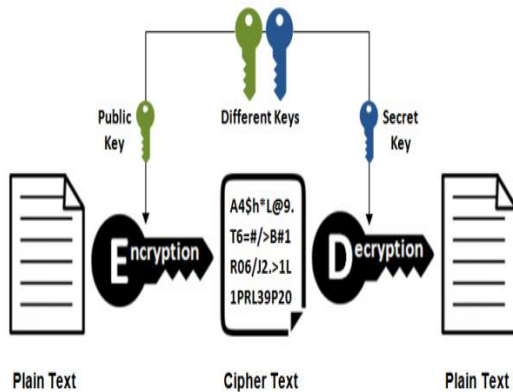 Public
Key
Different Keys
Secret
Key
Encryption
A4$h*L@9.
T6=#/>B#1
R06/J2.>1L
1PRL39P20
Decryption
Plain Text
Cipher Text
Plain Text